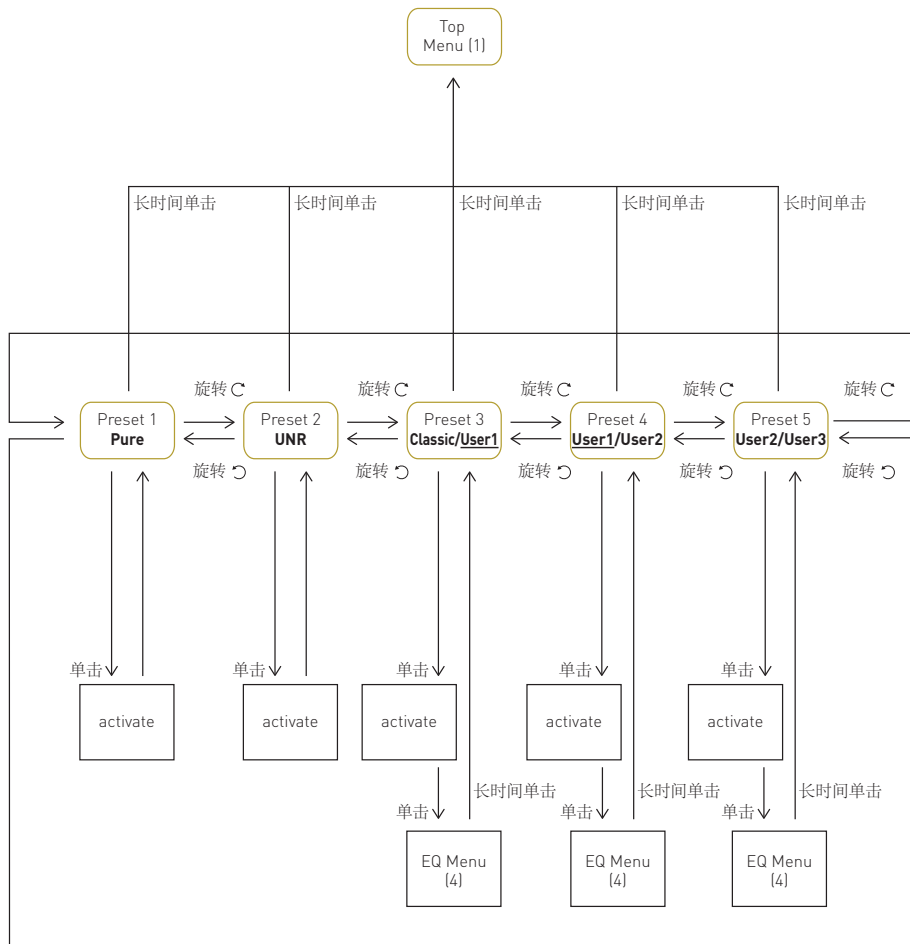 Top
Menu (1)
长时间单击 长时间单击 长时间单击 长时间单击 长时间单击
旋转 旋转 旋转 旋转 旋转
Preset 1
Pure
Preset 2
UNR
Preset 3
Classic/User1
Preset 4
User1/User2
Preset 5
User2/User3
旋转 旋转 旋转 旋转 旋转
单击 单击 单击 单击 单击
activate activate activate activate activate
单击 长时间单击 单击 长时间单击 单击 长时间单击
EQ Menu
(4)
EQ Menu
(4)
EQ Menu
(4)